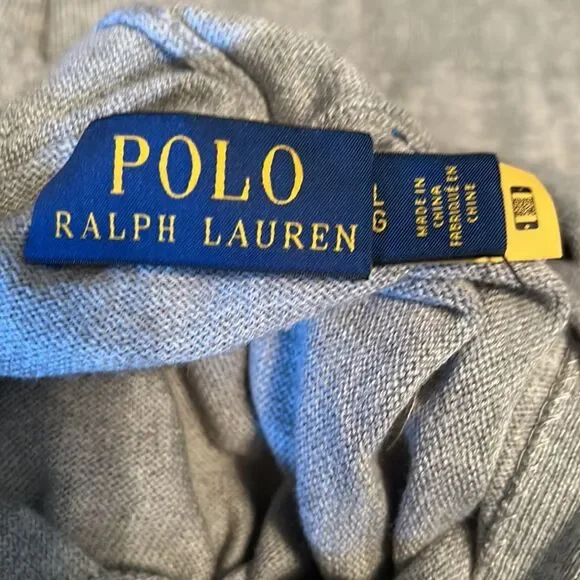 POLO
RALPH LAUREN
MADE IN
CHINA
FABRIQUÉ EN
CHINE